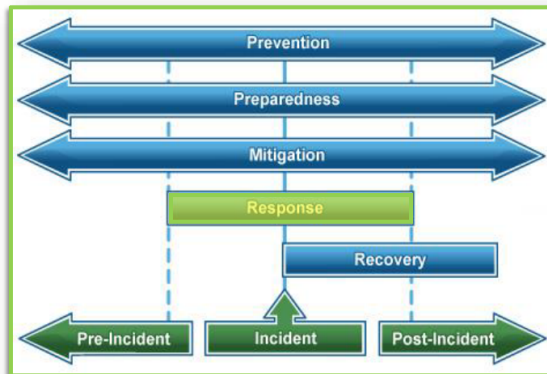 Prevention
Preparedness
Mitigation
Response
Recovery
Pre-Incident
Incident
Post-Incident